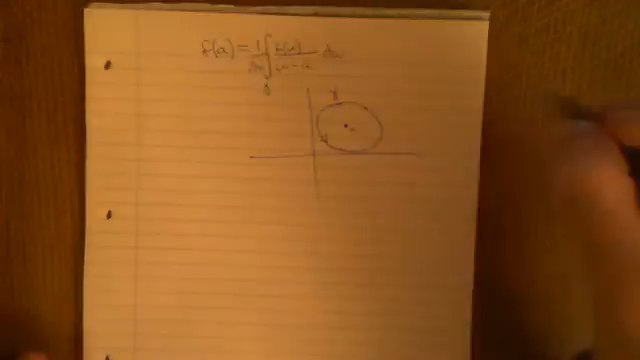 f(a) = 1/2πi ∫γ f(w)/w-a dw
γ
a